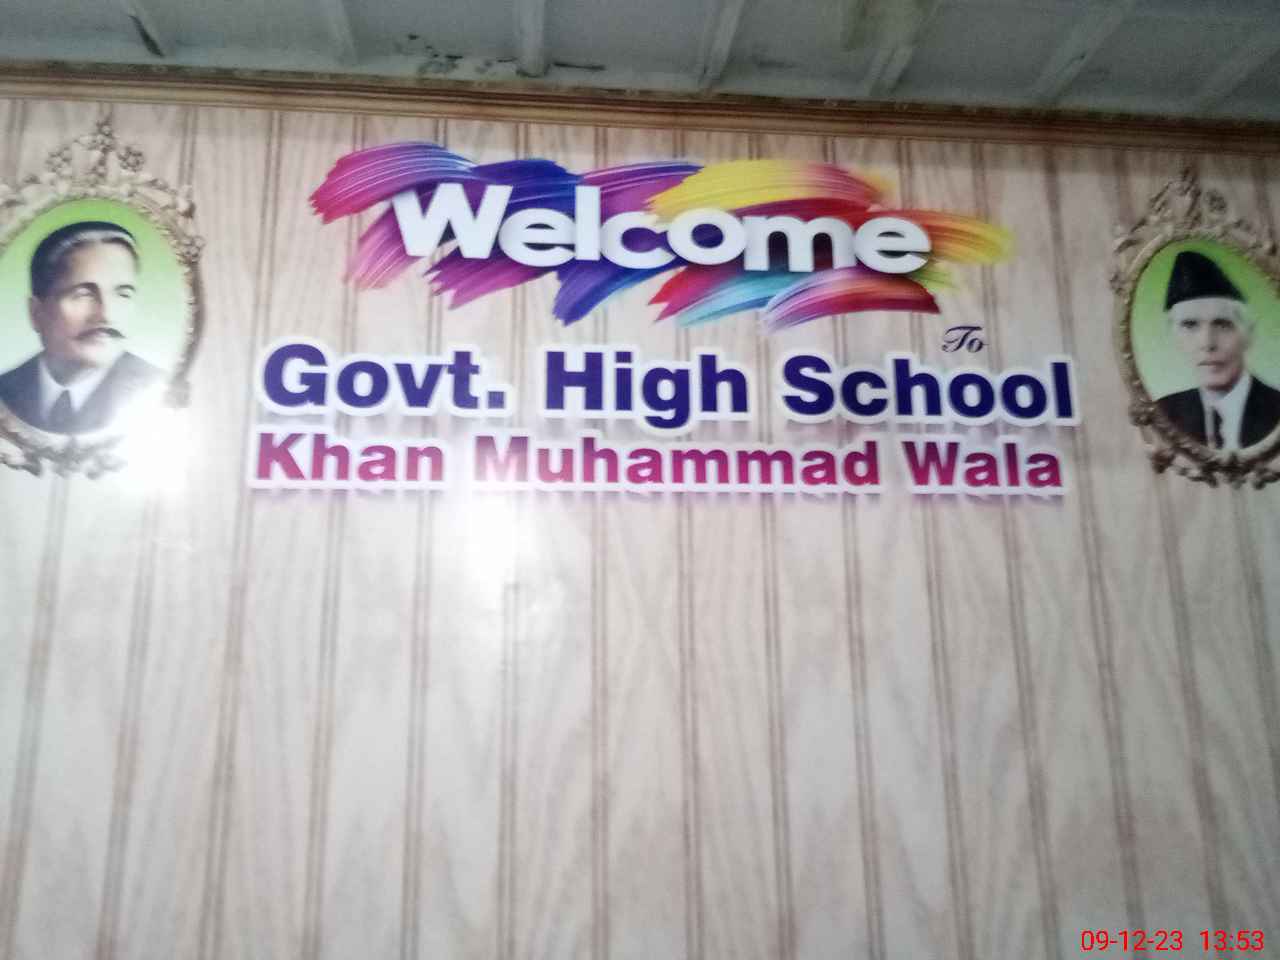 Welcome
To
Govt. High School
Khan Muhammad Wala
09-12-23 13:53